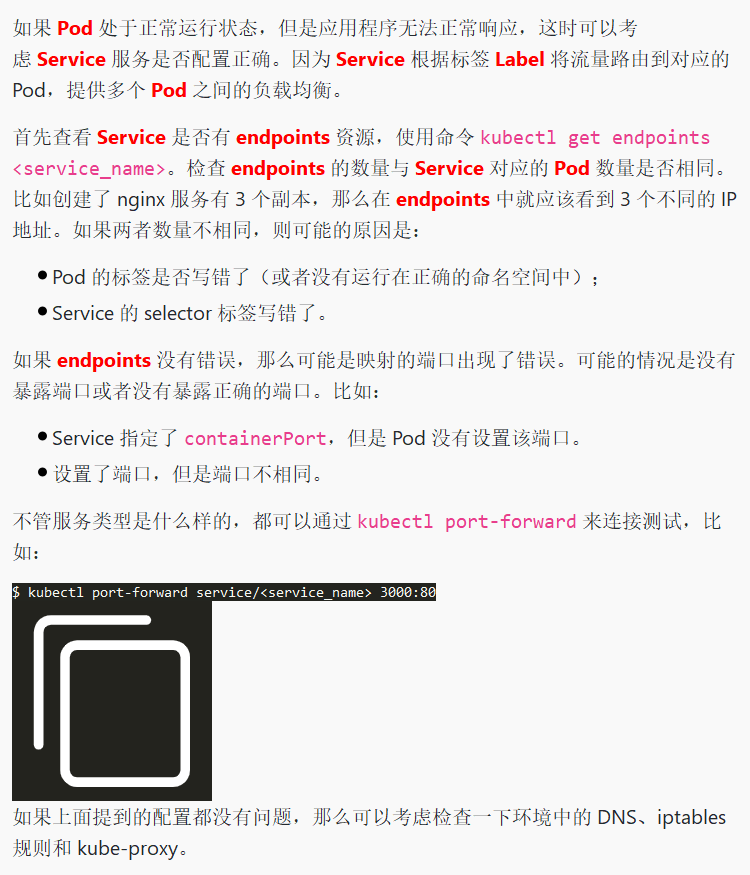 如果 Pod 处于正常运行状态，但是应用程序无法正常响应，这时可以考
虑 Service 服务是否配置正确。因为 Service 根据标签 Label 将流量路由到对应的
Pod，提供多个 Pod 之间的负载均衡。
首先查看 Service 是否有 endpoints 资源，使用命令 kubectl get endpoints
<service_name>。检查 endpoints 的数量与 Service 对应的 Pod 数量是否相同。
比如创建了 nginx 服务有 3 个副本，那么在 endpoints 中就应该看到 3 个不同的 IP
地址。如果两者数量不相同，则可能的原因是：
●Pod 的标签是否写错了（或者没有运行在正确的命名空间中）；
●Service 的 selector 标签写错了。
如果 endpoints 没有错误，那么可能是映射的端口出现了错误。可能的情况是没有
暴露端口或者没有暴露正确的端口。比如：
●Service 指定了 containerPort，但是 Pod 没有设置该端口。
●设置了端口，但是端口不相同。
不管服务类型是什么样的，都可以通过 kubectl port-forward 来连接测试，比
如：
$ kubectl port-forward service/<service_name> 3000:80
如果上面提到的配置都没有问题，那么可以考虑检查一下环境中的 DNS、iptables
规则和 kube-proxy。